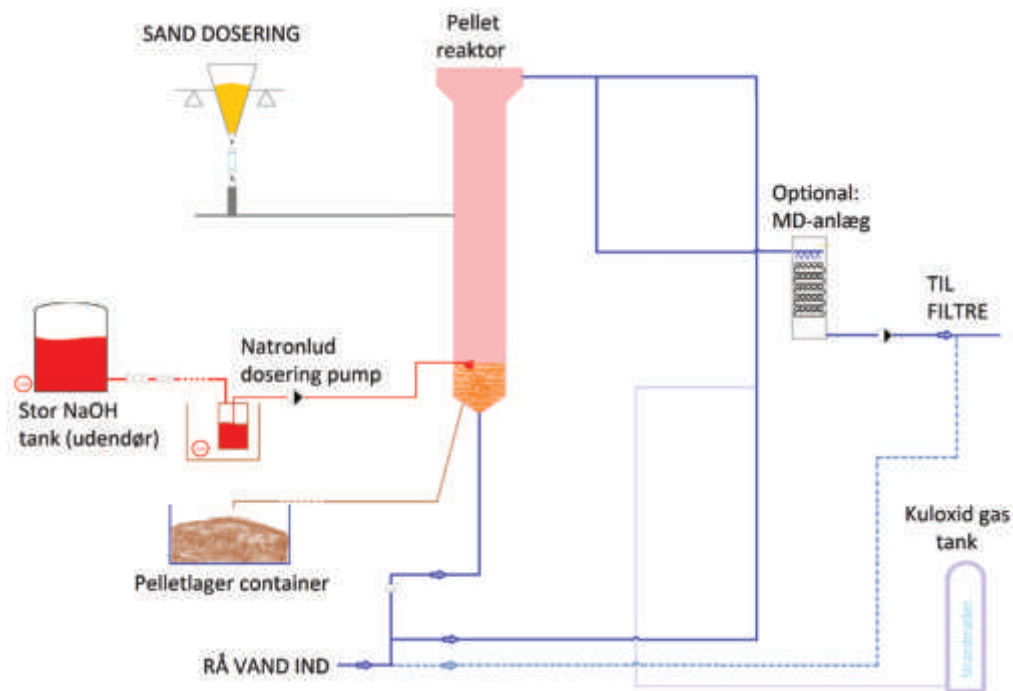 SAND DOSERING
Pellet
reaktor
Optional:
MD-anlæg
TIL
FILTRE
Natronlud
dosering pump
Stor NaOH
tank (udendør)
Kuloxid gas
tank
Pelletlager container
RÅ VAND IND